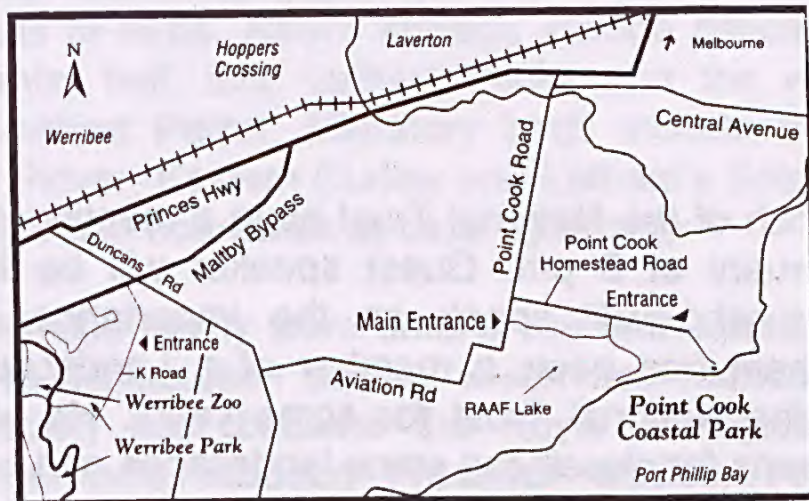 N
Hoppers
Crossing
Laverton
Melbourne
Werribee
Central Avenue
Princes Hwy
Maltby Bypass
Duncans
Rd
Point Cook Road
Point Cook
Homestead Road
Entrance
Main Entrance
Entrance
K Road
Aviation Rd
RAAF Lake
Werribee Zoo
Werribee Park
Point Cook
Coastal Park
Port Phillip Bay